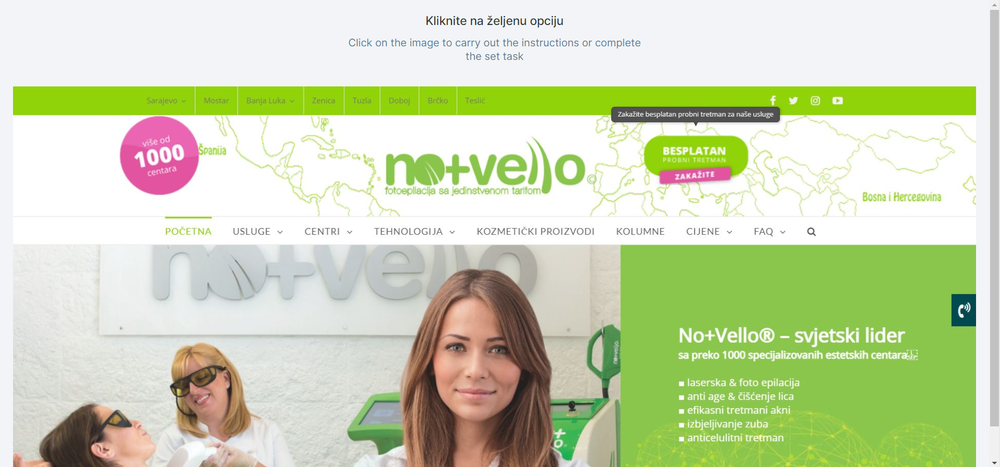 Kliknite na željenu opciju
Click on the image to carry out the instructions or complete
the set task
Sarajevo Mostar Banja Luka Zenica Tuzla Doboj Brčko Teslić
Zakažite besplatan probni tretman za naše usluge
više od
1000
centara
Španija
no+vello
©
fotoepilacija sa jedinstvenom tarifom
BESPLATAN
PROBNI TRETMAN
ZAKAŽITE
Bosna i Hercegovina
POČETNA USLUGE CENTRI TEHNOLOGIJA KOZMETIČKI PROIZVODI KOLUMNE CIJENE FAQ
no+vello
no+vello.
No+Vello® – svjetski lider
sa preko 1000 specijalizovanih estetskih centara
▪ laserska & foto epilacija
▪ anti age & čišćenje lica
▪ efikasni tretmani akni
▪ izbjeljivanje zuba
▪ anticelulitni tretman